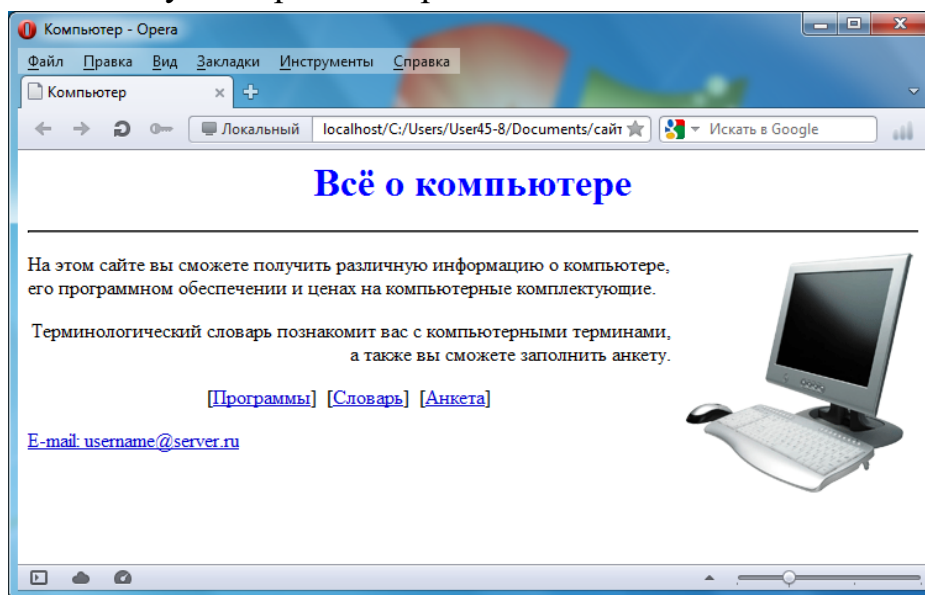 Компьютер - Opera
Файл Правка Вид Закладки Инструменты Справка
Компьютер
Локальный localhost/C:/Users/User45-8/Documents/сайт Искать в Google
Всё о компьютере
На этом сайте вы сможете получить различную информацию о компьютере,
его программном обеспечении и ценах на компьютерные комплектующие.
Терминологический словарь познакомит вас с компьютерными терминами,
а также вы сможете заполнить анкету.
[Программы] [Словарь] [Анкета]
E-mail: username@server.ru